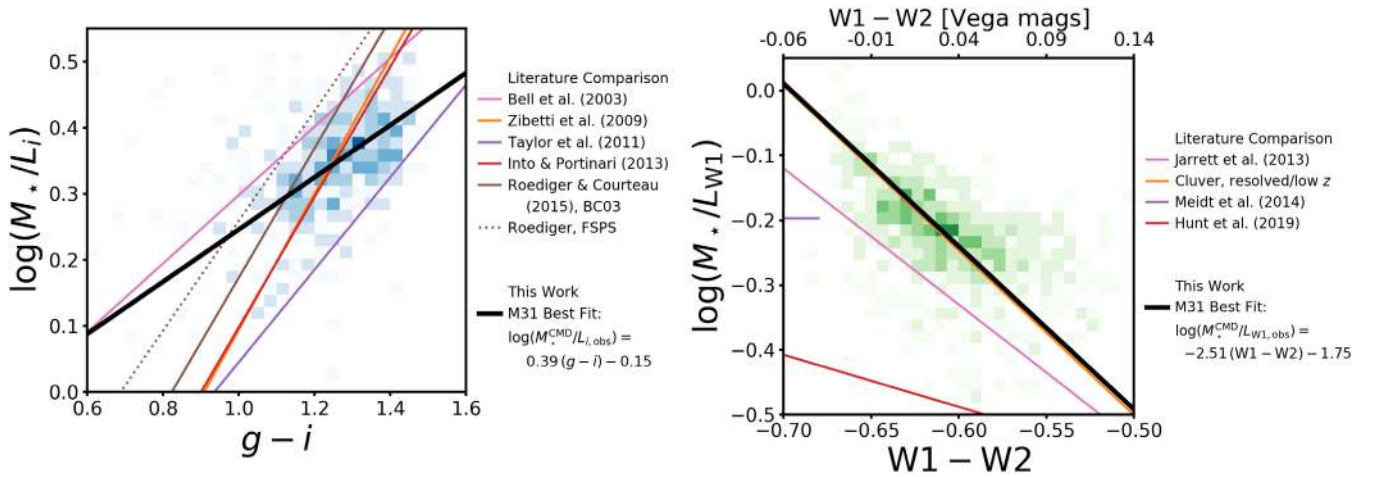 0.5
0.4
0.3
0.2
0.1
0.0
log(M⋆/Li)
0.6
0.8
1.0
1.2
1.4
1.6
g − i
Literature Comparison
Bell et al. (2003)
Zibetti et al. (2009)
Taylor et al. (2011)
Into & Portinari (2013)
Roediger & Courteau
(2015), BC03
Roediger, FSPS
This Work
M31 Best Fit:
log(M⋆^CMD/Li,obs) =
0.39 (g − i) − 0.15
W1 − W2 [Vega mags]
-0.06
-0.01
0.04
0.09
0.14
0.0
−0.1
−0.2
−0.3
−0.4
−0.5
log(M⋆/LW1)
−0.70
−0.65
−0.60
−0.55
−0.50
W1 − W2
Literature Comparison
Jarrett et al. (2013)
Cluver, resolved/low z
Meidt et al. (2014)
Hunt et al. (2019)
This Work
M31 Best Fit:
log(M⋆^CMD/LW1,obs) =
−2.51 (W1 − W2) − 1.75